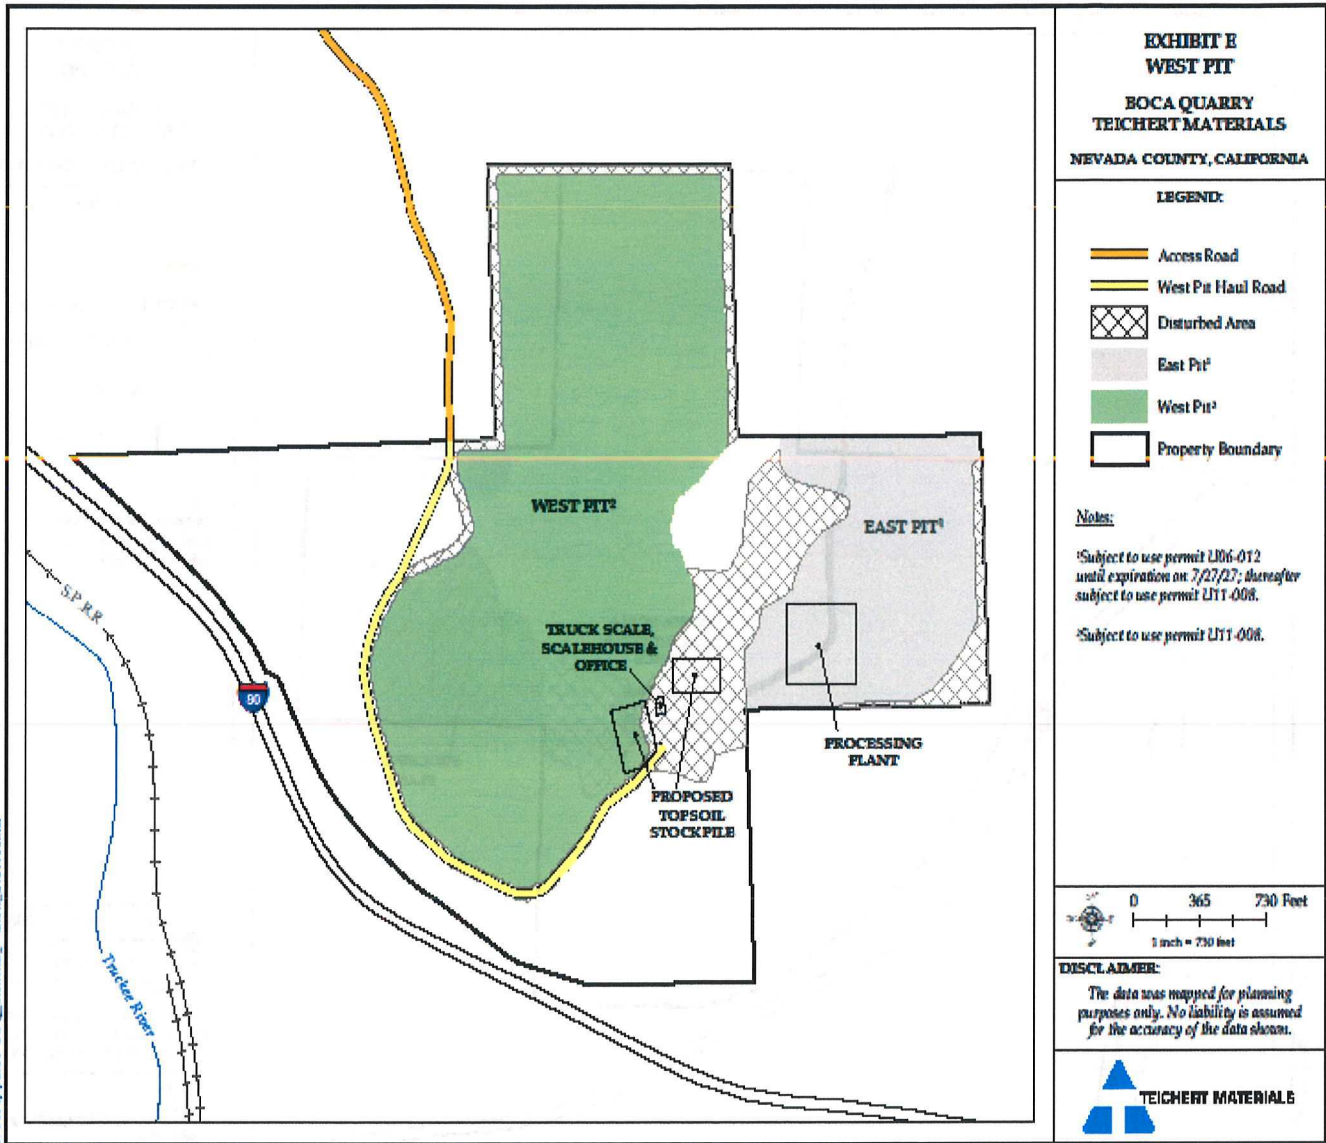 EXHIBIT E
WEST PIT
BOCA QUARRY
TEICHERT MATERIALS
NEVADA COUNTY, CALIFORNIA
LEGEND:
Access Road
West Pit Haul Road
Disturbed Area
East Pit¹
West Pit²
Property Boundary
Notes:
¹Subject to use permit U06-012
until expiration on 7/27/27; thereafter
subject to use permit U11-008.
²Subject to use permit U11-008.
0 365 730 Feet
1 inch = 730 feet
DISCLAIMER:
The data was mapped for planning
purposes only. No liability is assumed
for the accuracy of the data shown.
TEICHERT MATERIALS
WEST PIT²
EAST PIT¹
TRUCK SCALE,
SCALEHOUSE &
OFFICE
PROCESSING
PLANT
PROPOSED
TOPSOIL
STOCKPILE
S.P.R.R
80
Truckee River